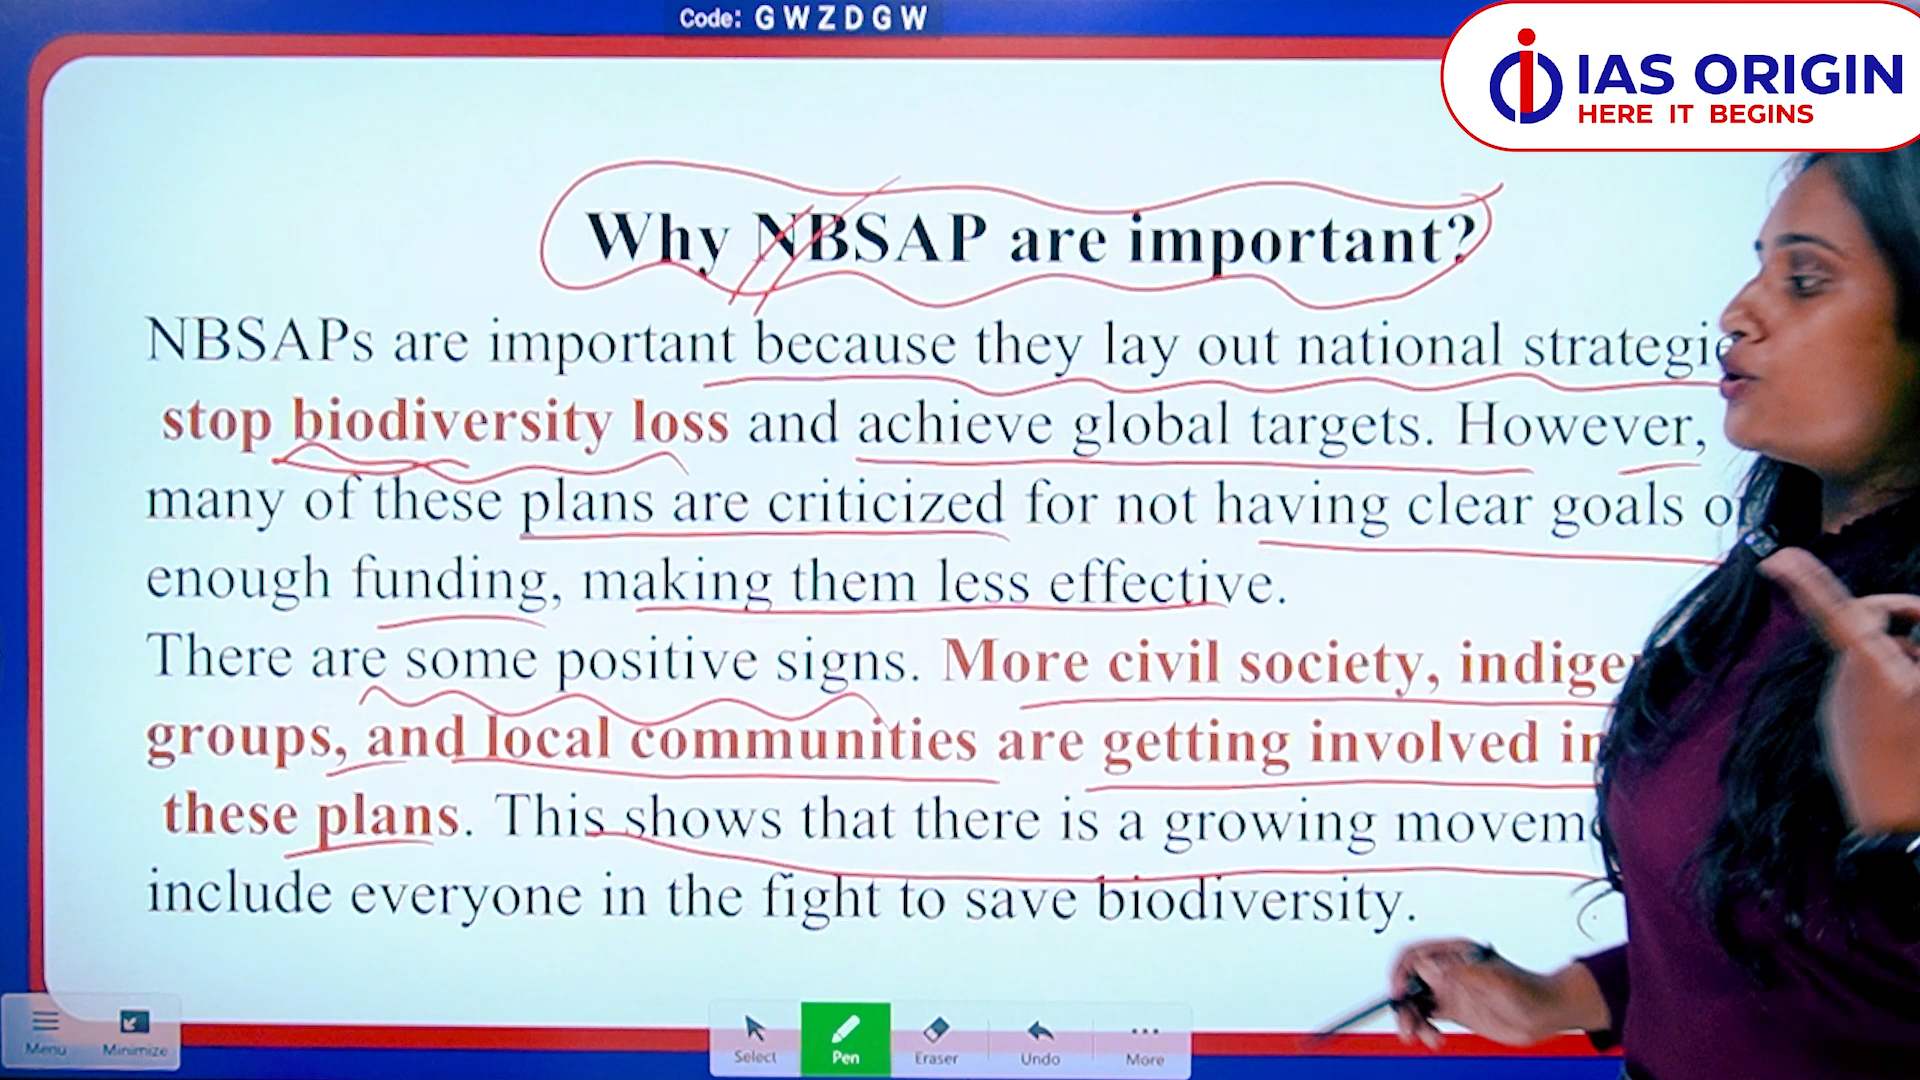 Code: GWZDGW
IAS ORIGIN
HERE IT BEGINS
Why NBSAP are important?
NBSAPs are important because they lay out national
stop biodiversity loss and achieve global targets. However,
many of these plans are criticized for not having clear goals
enough funding, making them less effective.
There are some positive signs. More civil society,
groups, and local communities are getting involved in
these plans. This shows that there is a growing
include everyone in the fight to save biodiversity.
Menu
Minimize
Select
Pen
Eraser
Undo
More